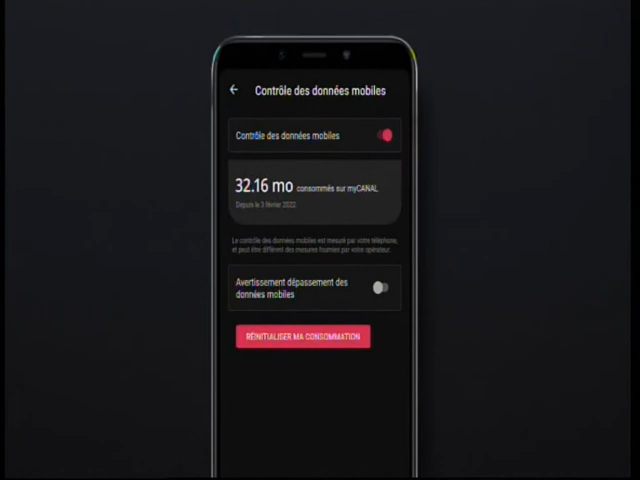 Contrôle des données mobiles
Contrôle des données mobiles
32.16 mo consommés sur myCANAL
Depuis le 3 février 2022
Le contrôle des données mobiles est mesuré par votre téléphone,
et peut être différent des mesures fournies par votre opérateur.
Avertissement dépassement des
données mobiles
RÉINITIALISER MA CONSOMMATION